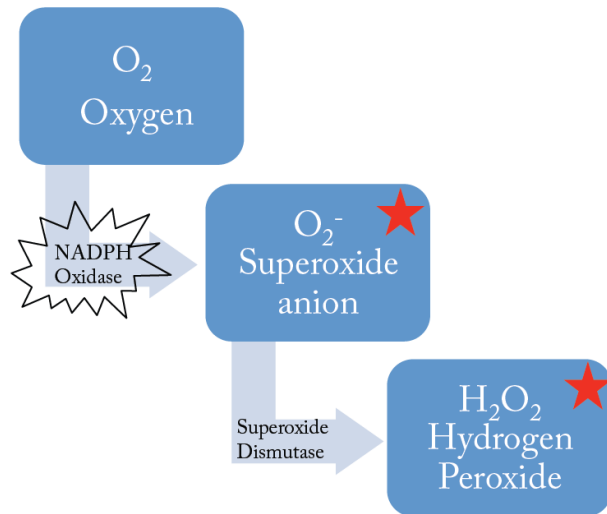 O₂
Oxygen
NADPH
Oxidase
O₂⁻
Superoxide
anion
Superoxide
Dismutase
H₂O₂
Hydrogen
Peroxide